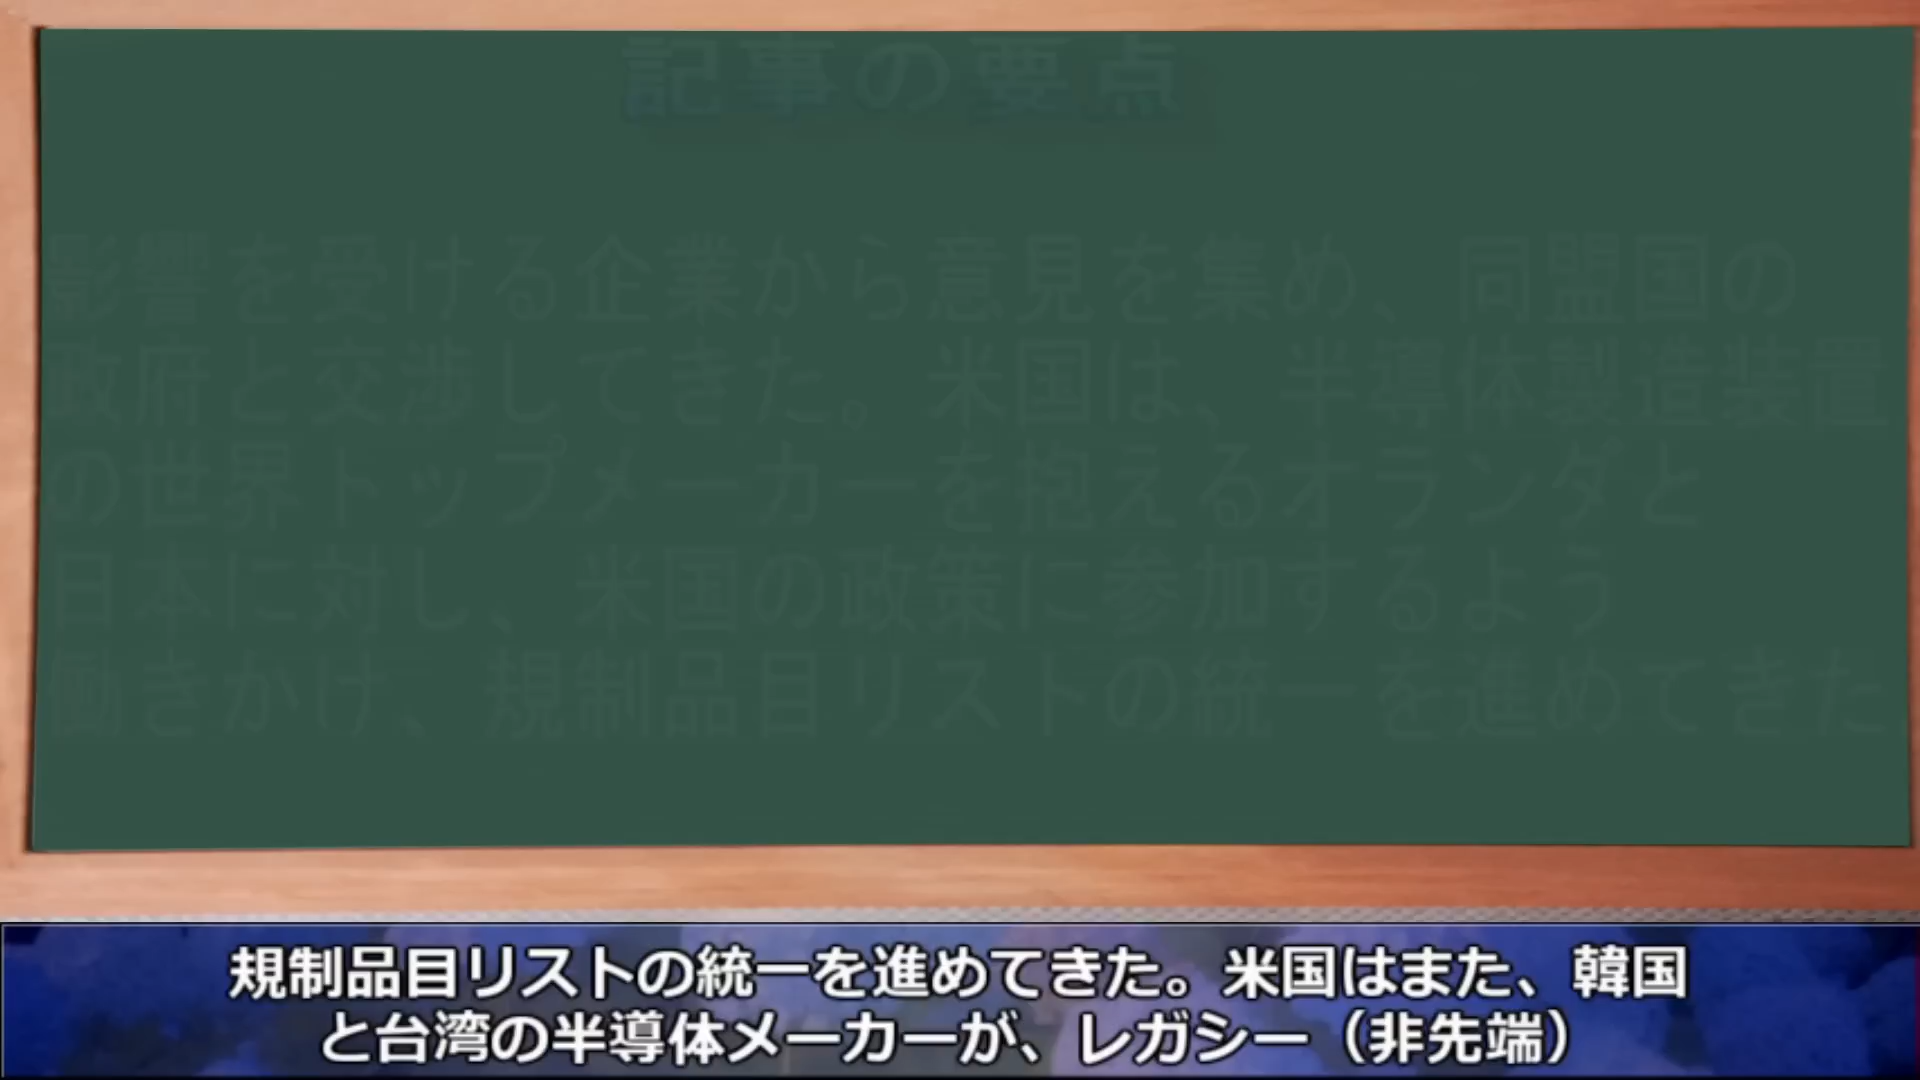 記事の要点
影響を受ける企業から意見を集め、同盟国の
政府と交渉してきた。米国は、半導体製造装置
の世界トップメーカーを抱えるオランダと
日本に対し、米国の政策に参加するよう
働きかけ、規制品目リストの統一を進めてきた。
規制品目リストの統一を進めてきた。米国はまた、韓国
と台湾の半導体メーカーが、レガシー（非先端）